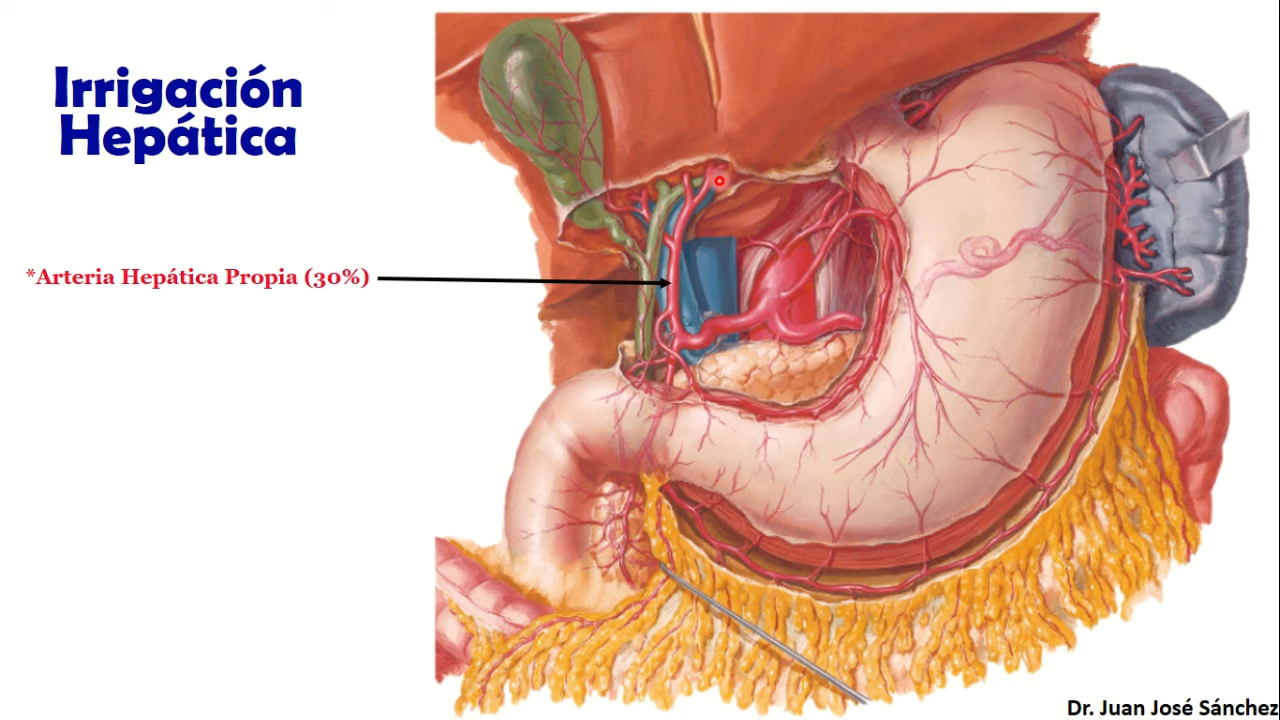 Irrigación
Hepática
*Arteria Hepática Propia (30%)
Dr. Juan José Sánchez